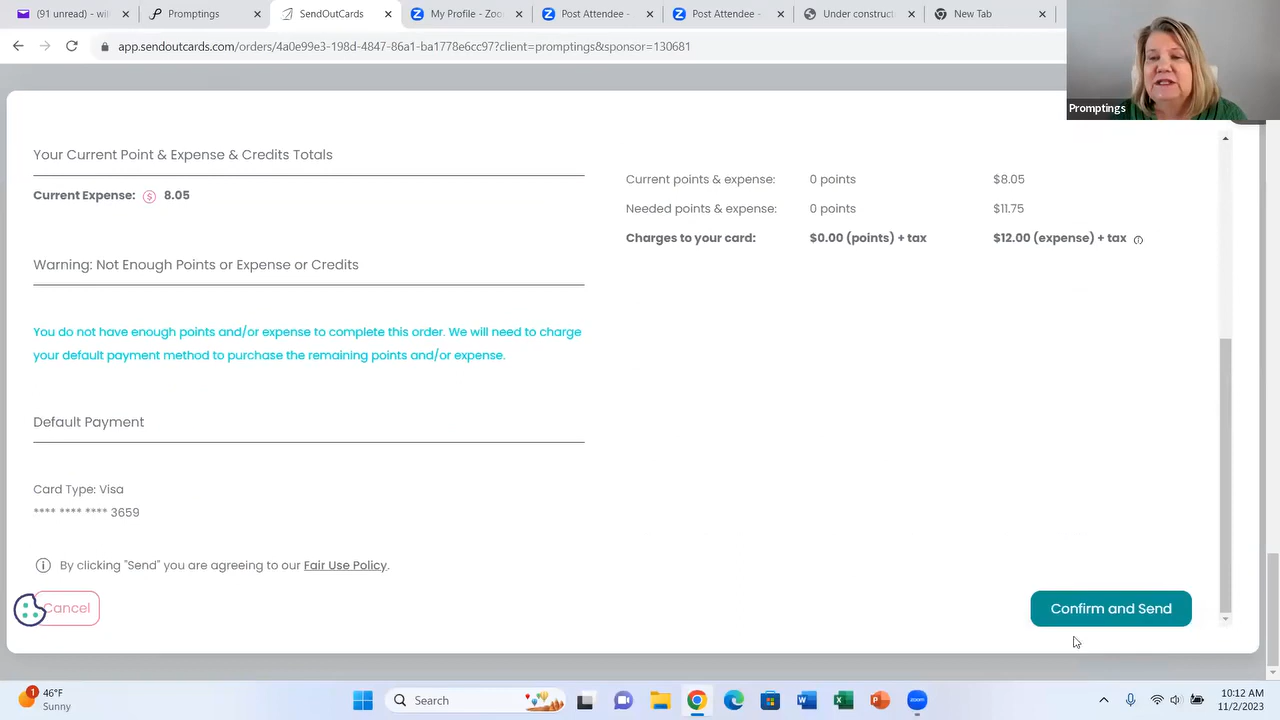 (91 unread) - wil
Promptings
SendOutCards
My Profile - Zoo
Post Attendee -
Post Attendee -
Under construct
New Tab
app.sendoutcards.com/orders/4a0e99e3-198d-4847-86a1-ba1778e6cc97?client=promptings&sponsor=130681
Promptings
Your Current Point & Expense & Credits Totals
Current Expense: $ 8.05
Current points & expense: 0 points $8.05
Needed points & expense: 0 points $11.75
Charges to your card: $0.00 (points) + tax $12.00 (expense) + tax
Warning: Not Enough Points or Expense or Credits
You do not have enough points and/or expense to complete this order. We will need to charge
your default payment method to purchase the remaining points and/or expense.
Default Payment
Card Type: Visa
**** **** **** 3659
By clicking "Send" you are agreeing to our Fair Use Policy.
Cancel
Confirm and Send
1
46°F
Sunny
Search
zoom
10:12 AM
11/2/2023